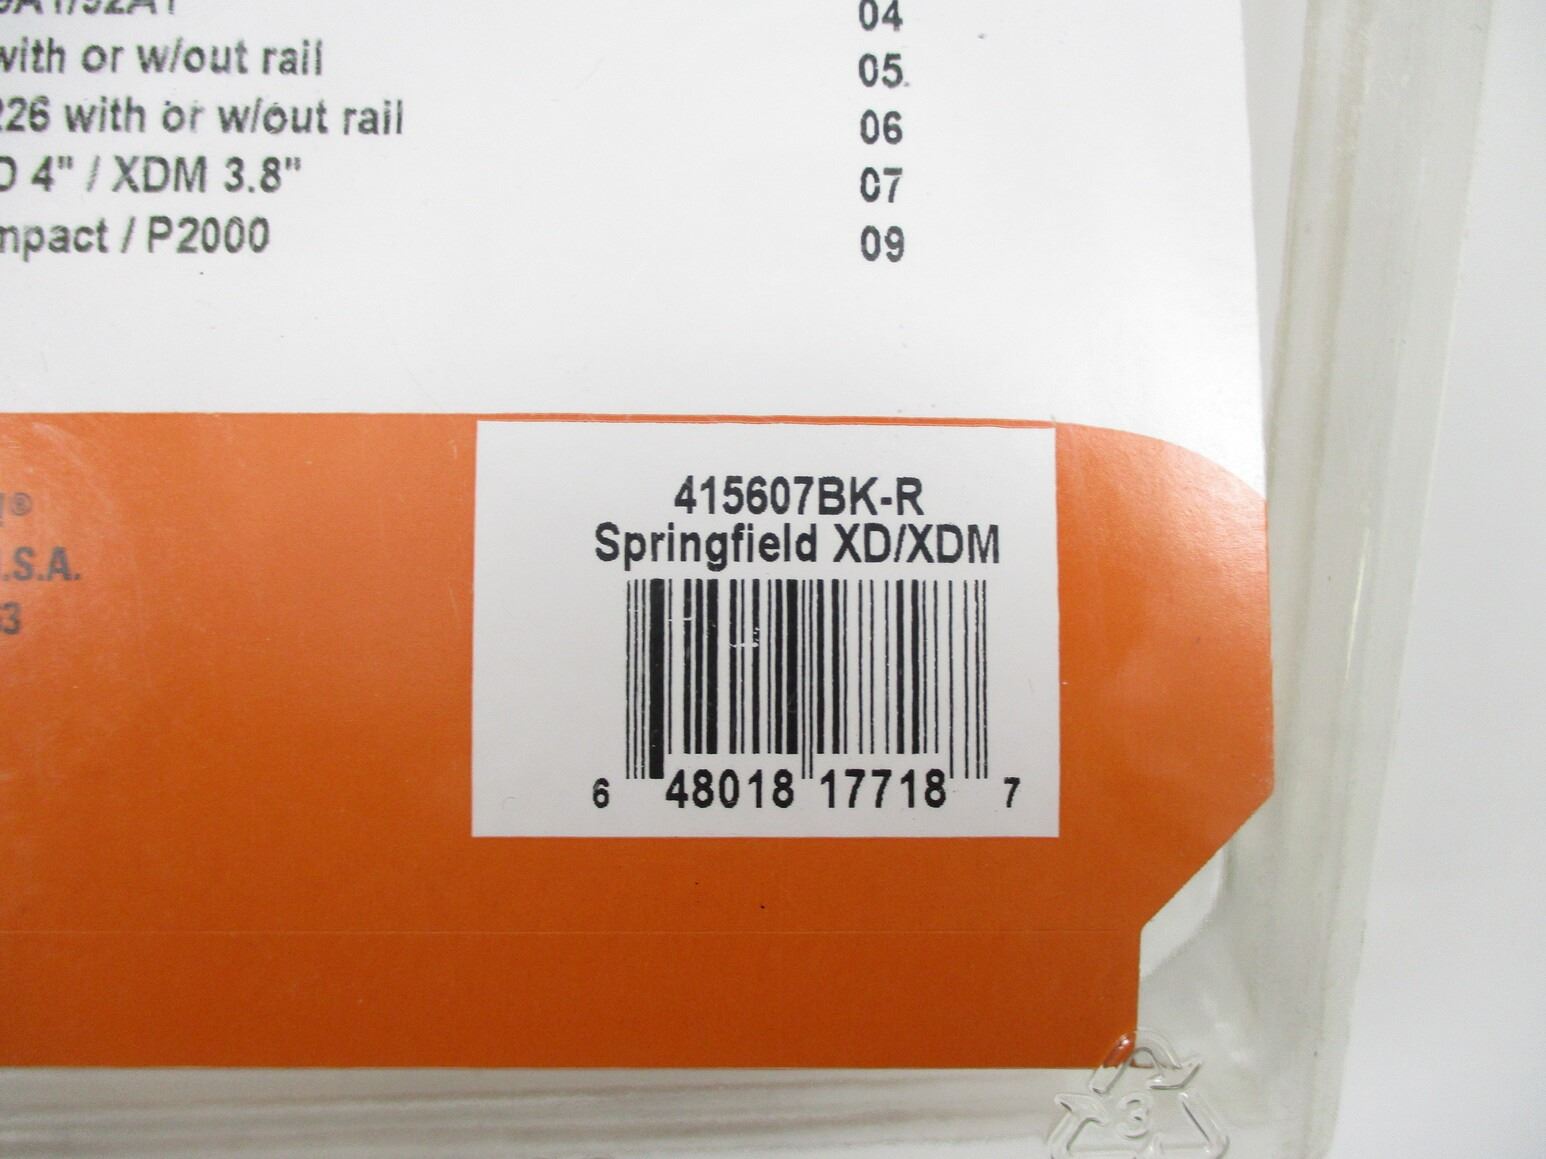 04
with or w/out rail 05
226 with or w/out rail 06
4" / XDM 3.8" 07
/ P2000 09
415607BK-R
Springfield XD/XDM
6 48018 17718 7
®
.S.A.
3